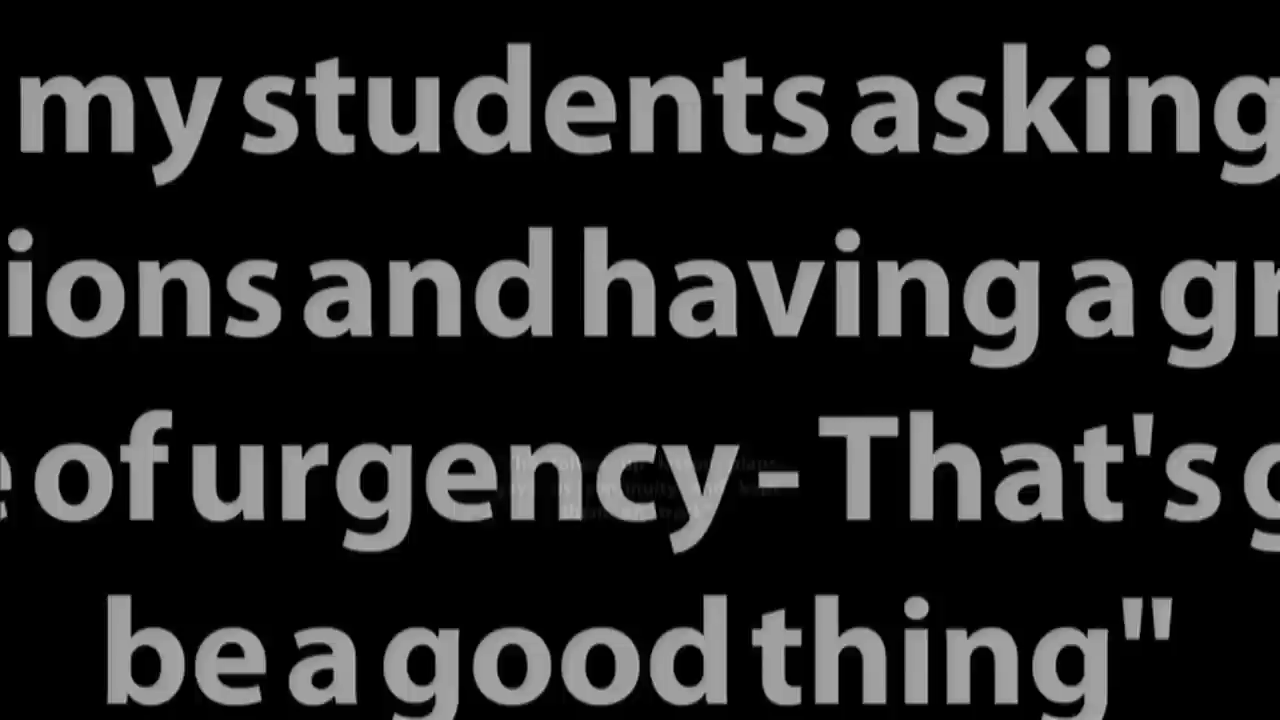 my students asking
ions and having a gr
e of urgency - That's g
be a good thing"